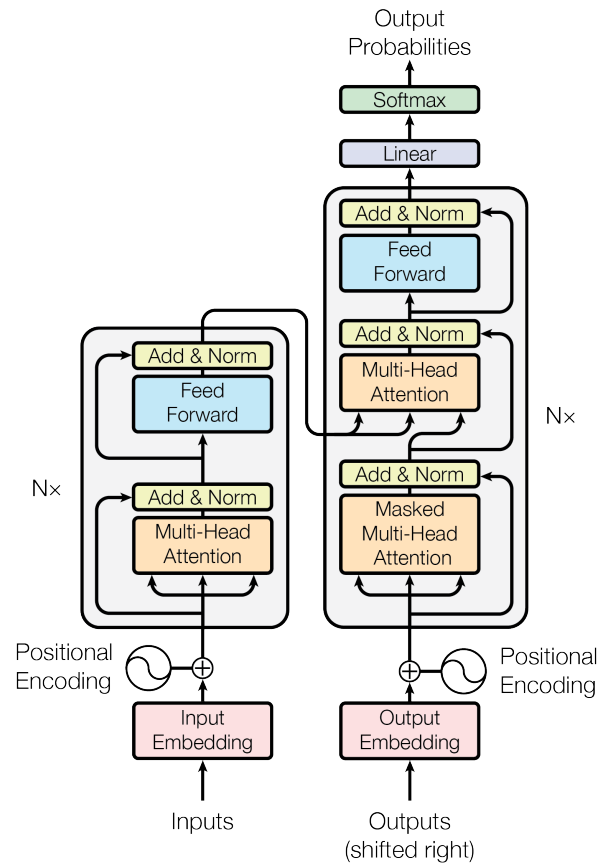 Output
Probabilities
Softmax
Linear
Add & Norm
Feed
Forward
Add & Norm
Multi-Head
Attention
Add & Norm
Masked
Multi-Head
Attention
N×
Add & Norm
Feed
Forward
Add & Norm
Multi-Head
Attention
N×
Positional
Encoding
Positional
Encoding
Input
Embedding
Output
Embedding
Inputs
Outputs
(shifted right)